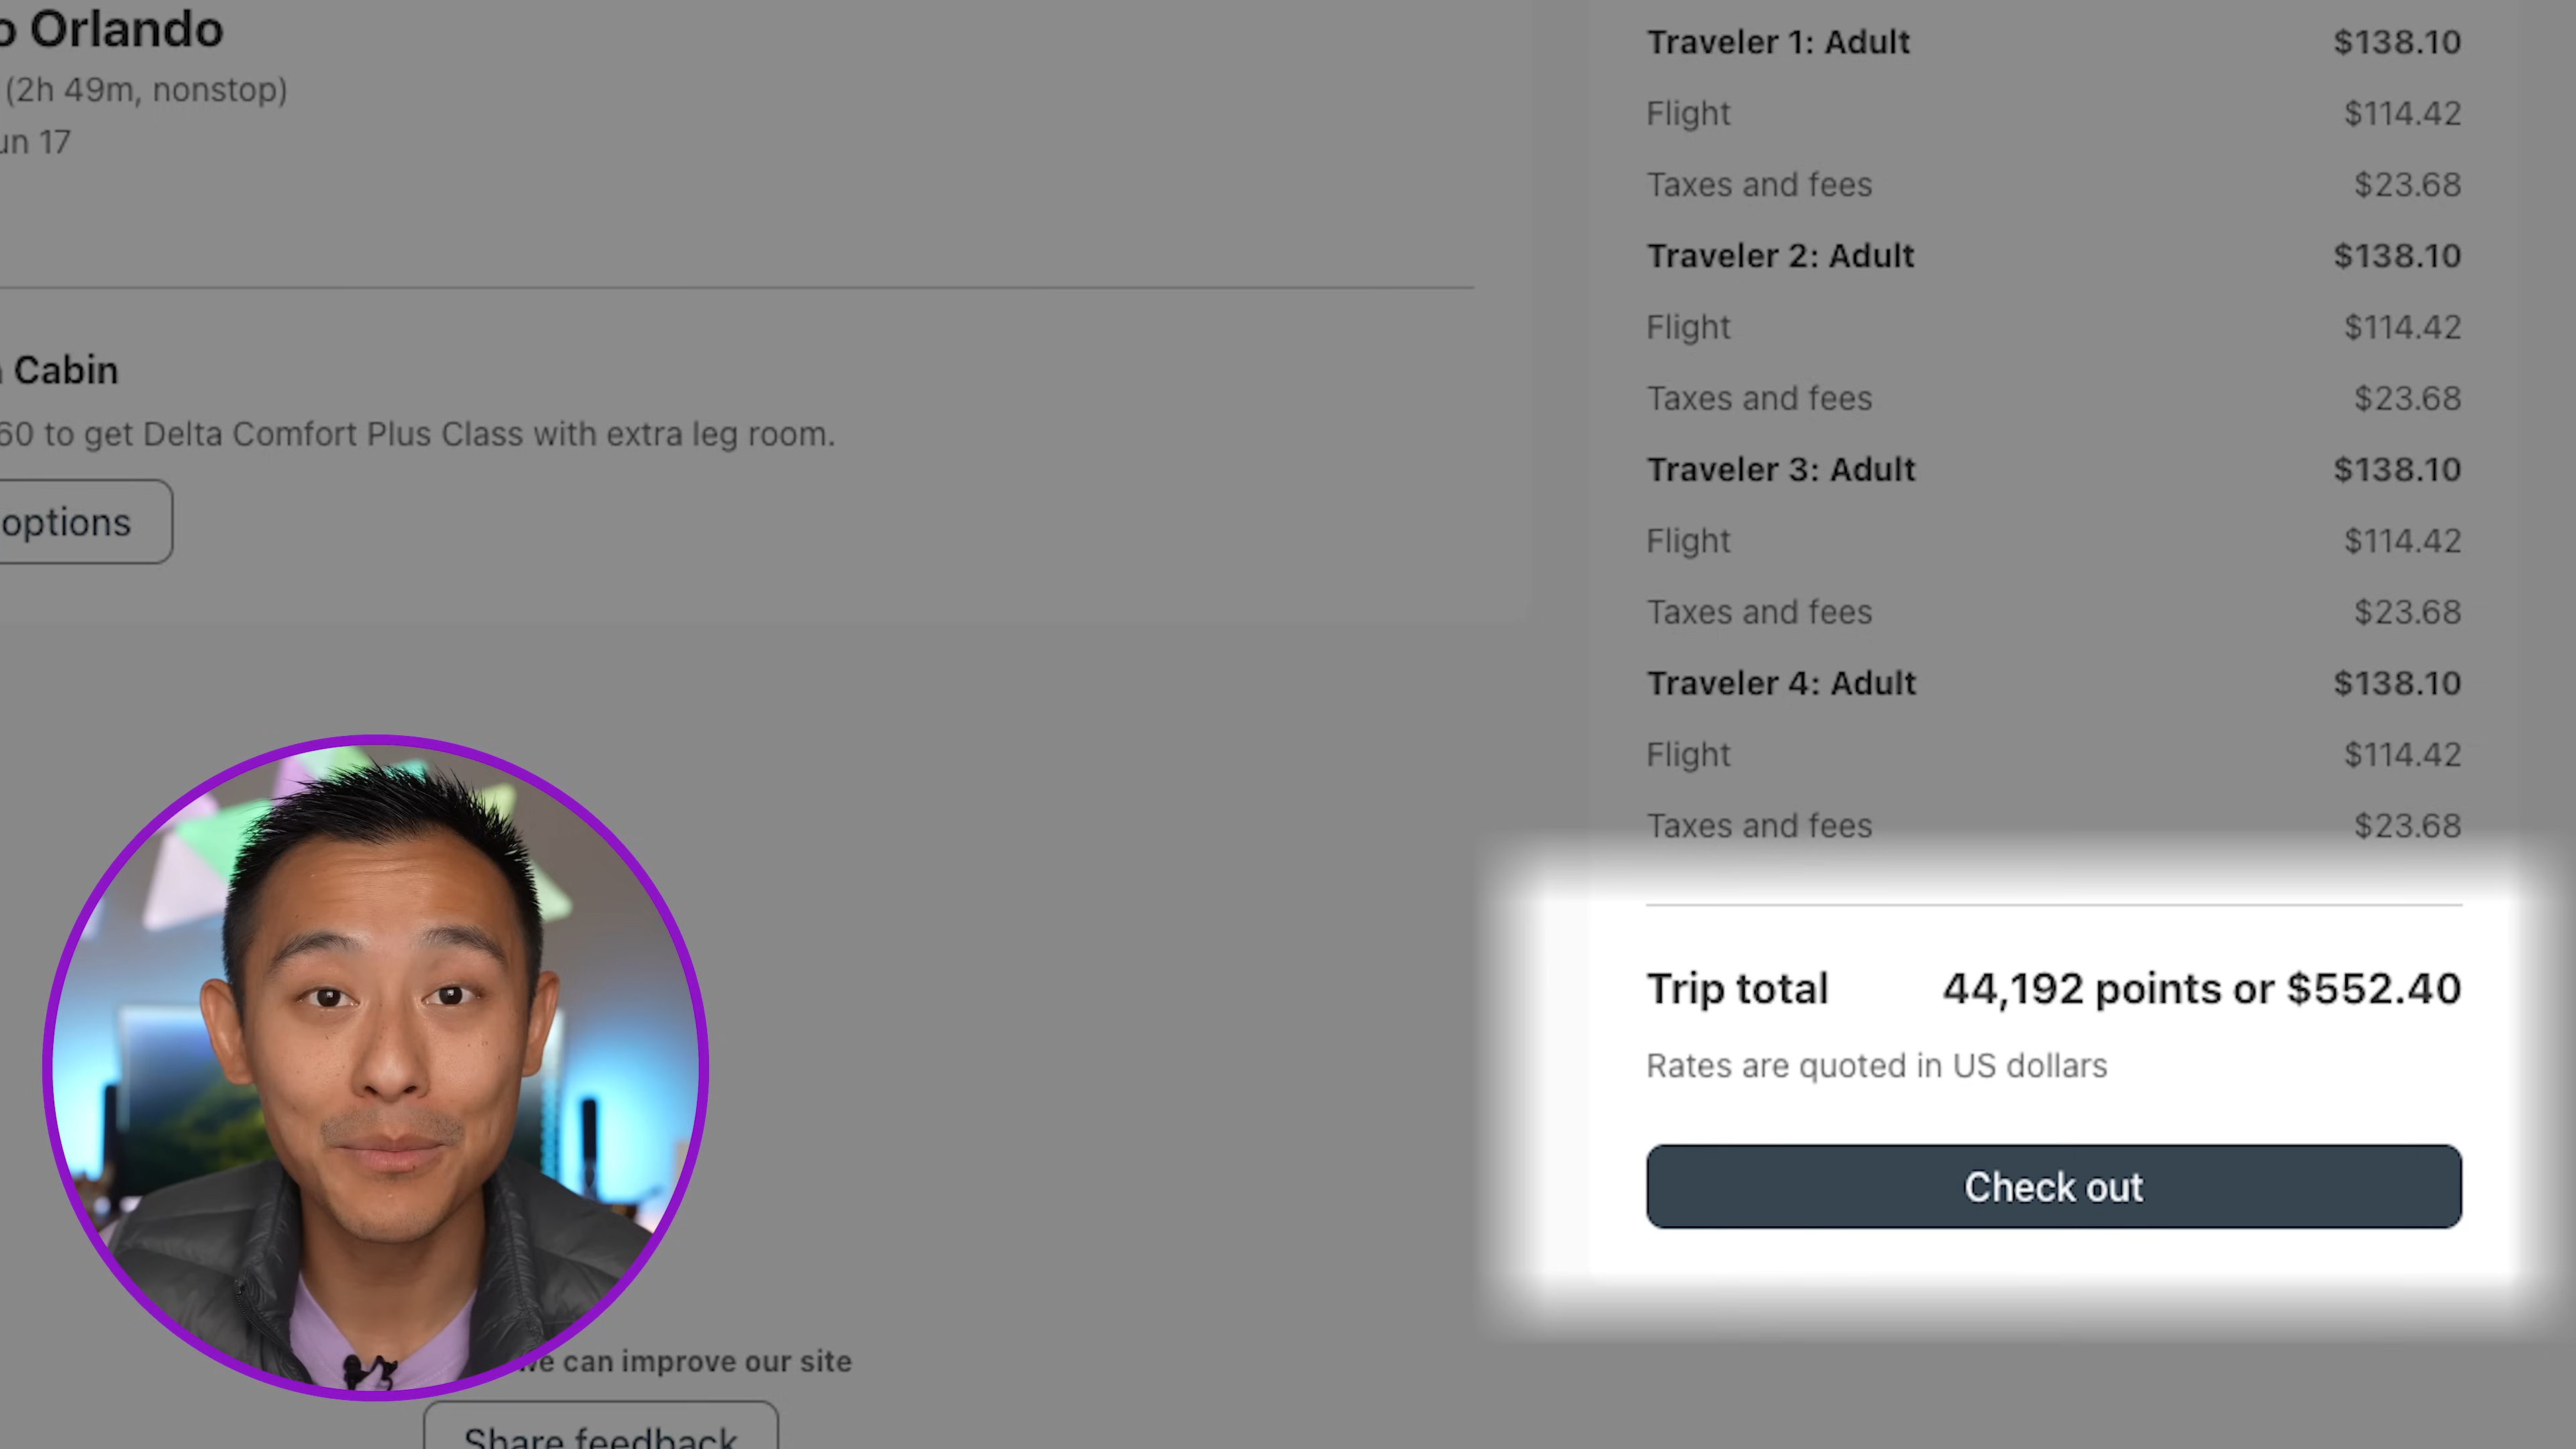 o Orlando
(2h 49m, nonstop)
un 17
Cabin
60 to get Delta Comfort Plus Class with extra leg room.
options
Traveler 1: Adult $138.10
Flight $114.42
Taxes and fees $23.68
Traveler 2: Adult $138.10
Flight $114.42
Taxes and fees $23.68
Traveler 3: Adult $138.10
Flight $114.42
Taxes and fees $23.68
Traveler 4: Adult $138.10
Flight $114.42
Taxes and fees $23.68
Trip total 44,192 points or $552.40
Rates are quoted in US dollars
Check out
we can improve our site
Share feedback